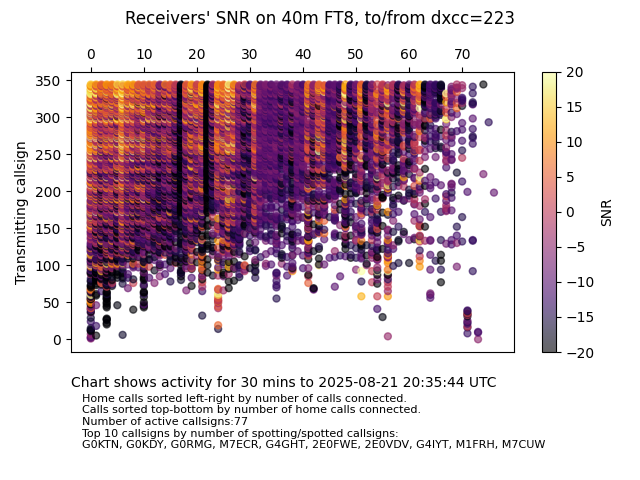 Receivers' SNR on 40m FT8, to/from dxcc=223
0 10 20 30 40 50 60 70
350
300
250
200
150
100
50
0
Transmitting callsign
20
15
10
5
0
−5
−10
−15
−20
SNR
Chart shows activity for 30 mins to 2025-08-21 20:35:44 UTC
Home calls sorted left-right by number of calls connected.
Calls sorted top-bottom by number of home calls connected.
Number of active callsigns:77
Top 10 callsigns by number of spotting/spotted callsigns:
G0KTN, G0KDY, G0RMG, M7ECR, G4GHT, 2E0FWE, 2E0VDV, G4IYT, M1FRH, M7CUW